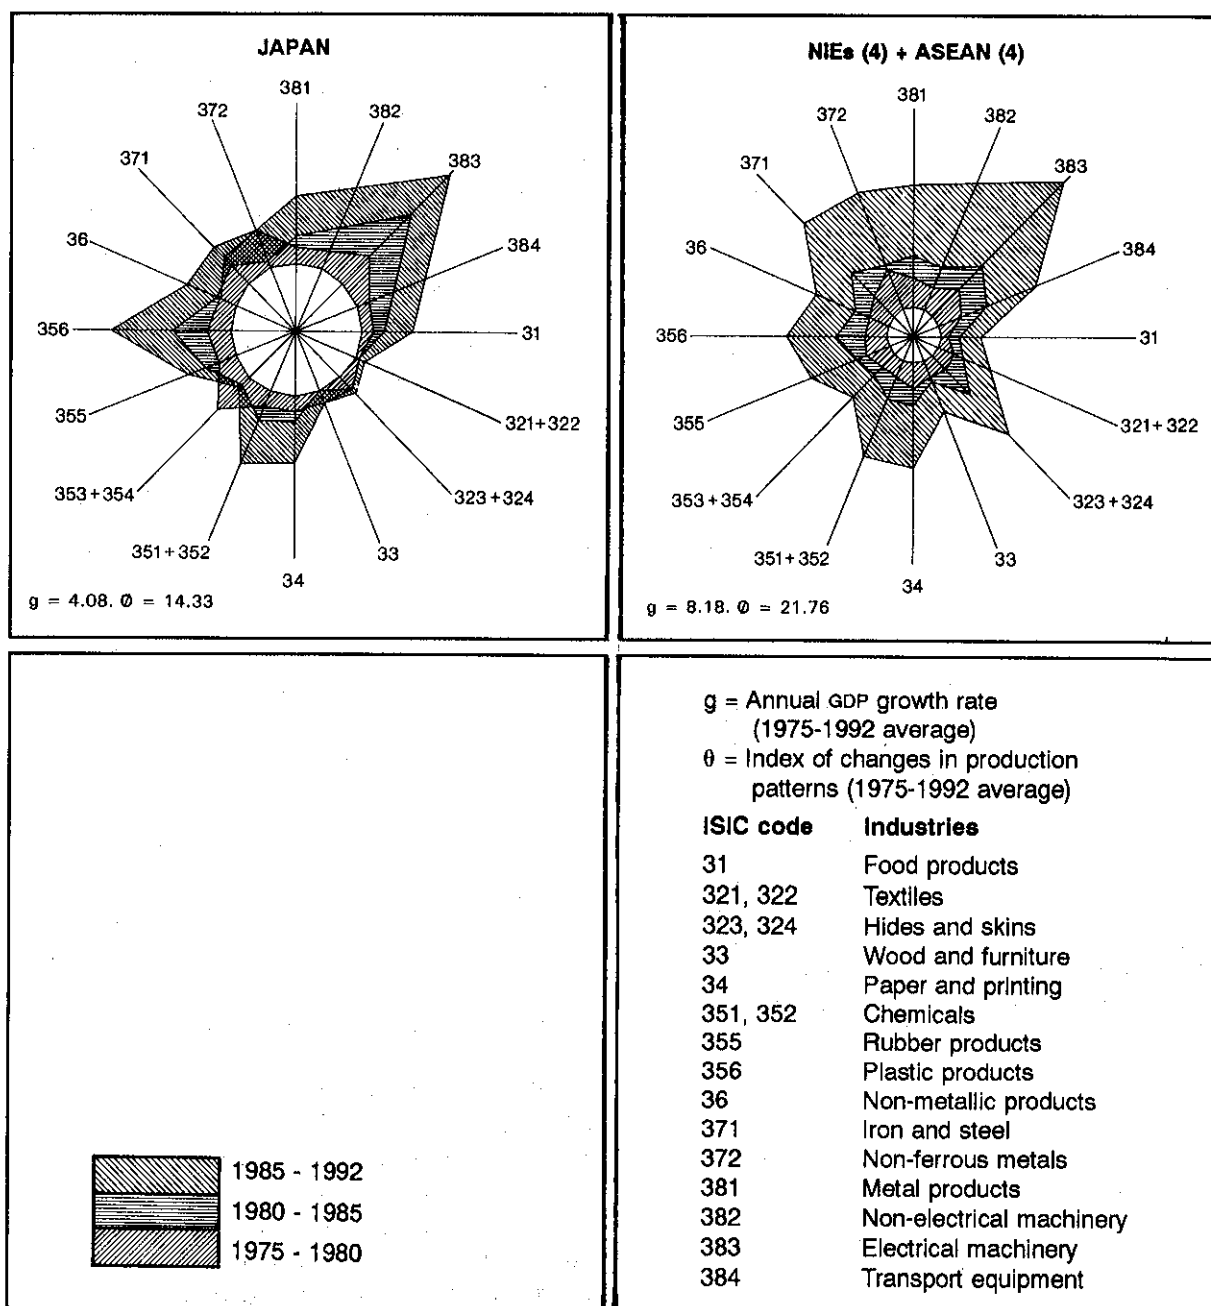 JAPAN
381
372
382
371
383
36
384
356
31
355
321+322
353+354
323+324
351+352
33
34
g = 4.08. Ø = 14.33
NIEs (4) + ASEAN (4)
381
372
382
371
383
36
384
356
31
355
321+322
353+354
323+324
351+352
33
34
g = 8.18. Ø = 21.76
1985 - 1992
1980 - 1985
1975 - 1980
g = Annual GDP growth rate
(1975-1992 average)
θ = Index of changes in production
patterns (1975-1992 average)
ISIC code Industries
31 Food products
321, 322 Textiles
323, 324 Hides and skins
33 Wood and furniture
34 Paper and printing
351, 352 Chemicals
355 Rubber products
356 Plastic products
36 Non-metallic products
371 Iron and steel
372 Non-ferrous metals
381 Metal products
382 Non-electrical machinery
383 Electrical machinery
384 Transport equipment